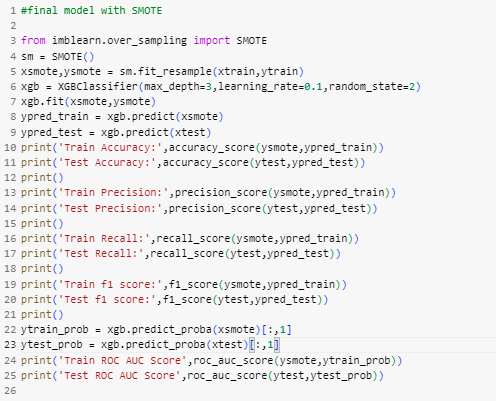 1 #final model with SMOTE
2
3 from imblearn.over_sampling import SMOTE
4 sm = SMOTE()
5 xsmote,ysmote = sm.fit_resample(xtrain,ytrain)
6 xgb = XGBClassifier(max_depth=3,learning_rate=0.1,random_state=2)
7 xgb.fit(xsmote,ysmote)
8 ypred_train = xgb.predict(xsmote)
9 ypred_test = xgb.predict(xtest)
10 print('Train Accuracy:',accuracy_score(ysmote,ypred_train))
11 print('Test Accuracy:',accuracy_score(ytest,ypred_test))
12 print()
13 print('Train Precision:',precision_score(ysmote,ypred_train))
14 print('Test Precision:',precision_score(ytest,ypred_test))
15 print()
16 print('Train Recall:',recall_score(ysmote,ypred_train))
17 print('Test Recall:',recall_score(ytest,ypred_test))
18 print()
19 print('Train f1 score:',f1_score(ysmote,ypred_train))
20 print('Test f1 score:',f1_score(ytest,ypred_test))
21 print()
22 ytrain_prob = xgb.predict_proba(xsmote)[:,1]
23 ytest_prob = xgb.predict_proba(xtest)[:,1]
24 print('Train ROC AUC Score',roc_auc_score(ysmote,ytrain_prob))
25 print('Test ROC AUC Score',roc_auc_score(ytest,ytest_prob))
26